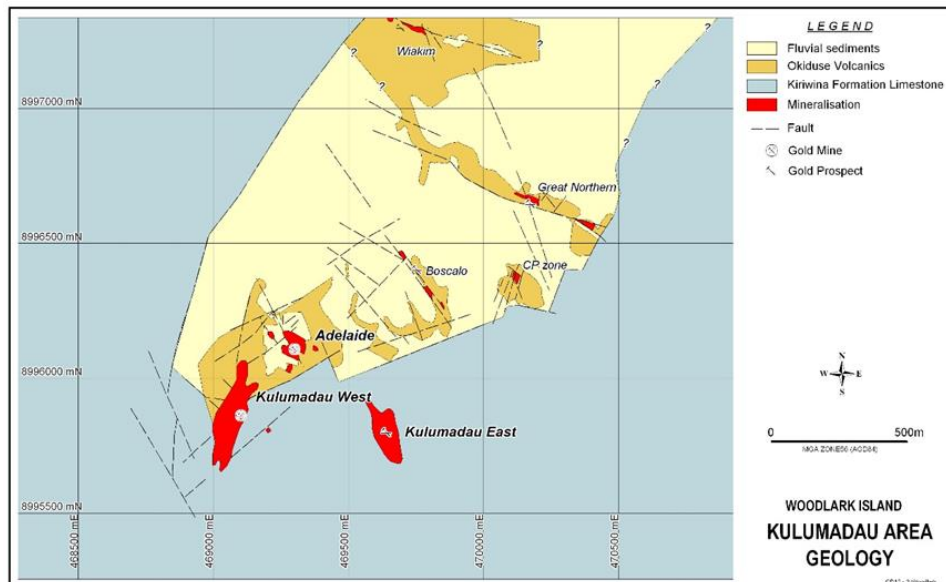 LEGEND
Fluvial sediments
Okiduse Volcanics
Kiriwina Formation Limestone
Mineralisation
Fault
Gold Mine
Gold Prospect
Wiakim
?
?
?
?
?
8997000 mN
Great Northern
8996500 mN
Boscalo
CP zone
Adelaide
8996000 mN
Kulumadau West
Kulumadau East
8995500 mN
468500 mE
469000 mE
469500 mE
470000 mE
470500 mE
N
W E
S
0 500m
MGA ZONE56 (AGD84)
WOODLARK ISLAND
KULUMADAU AREA
GEOLOGY